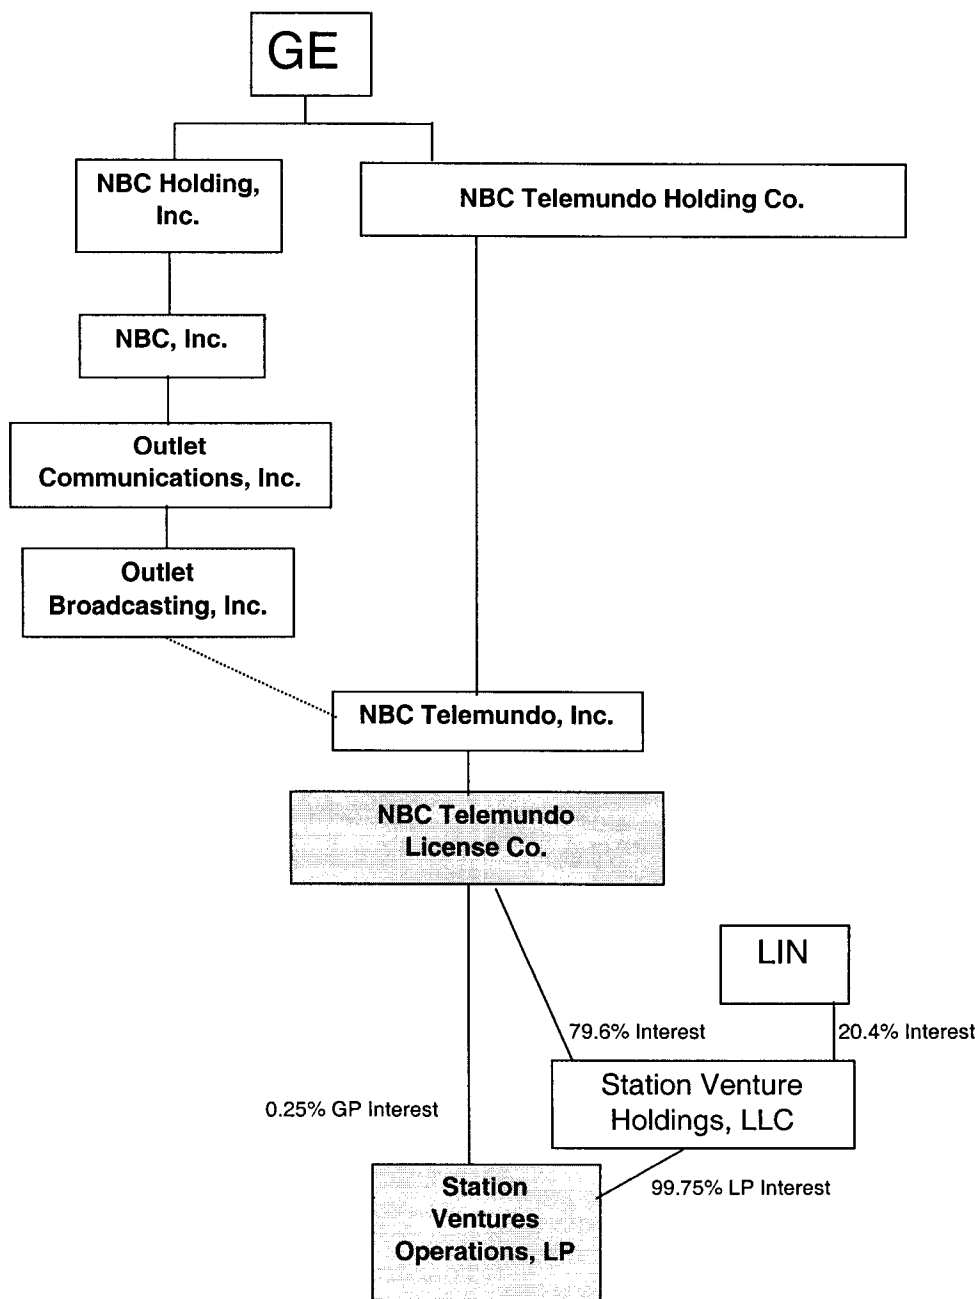 GE
NBC Holding,
Inc.
NBC Telemundo Holding Co.
NBC, Inc.
Outlet
Communications, Inc.
Outlet
Broadcasting, Inc.
NBC Telemundo, Inc.
NBC Telemundo
License Co.
LIN
79.6% Interest
20.4% Interest
Station Venture
Holdings, LLC
0.25% GP Interest
99.75% LP Interest
Station
Ventures
Operations, LP